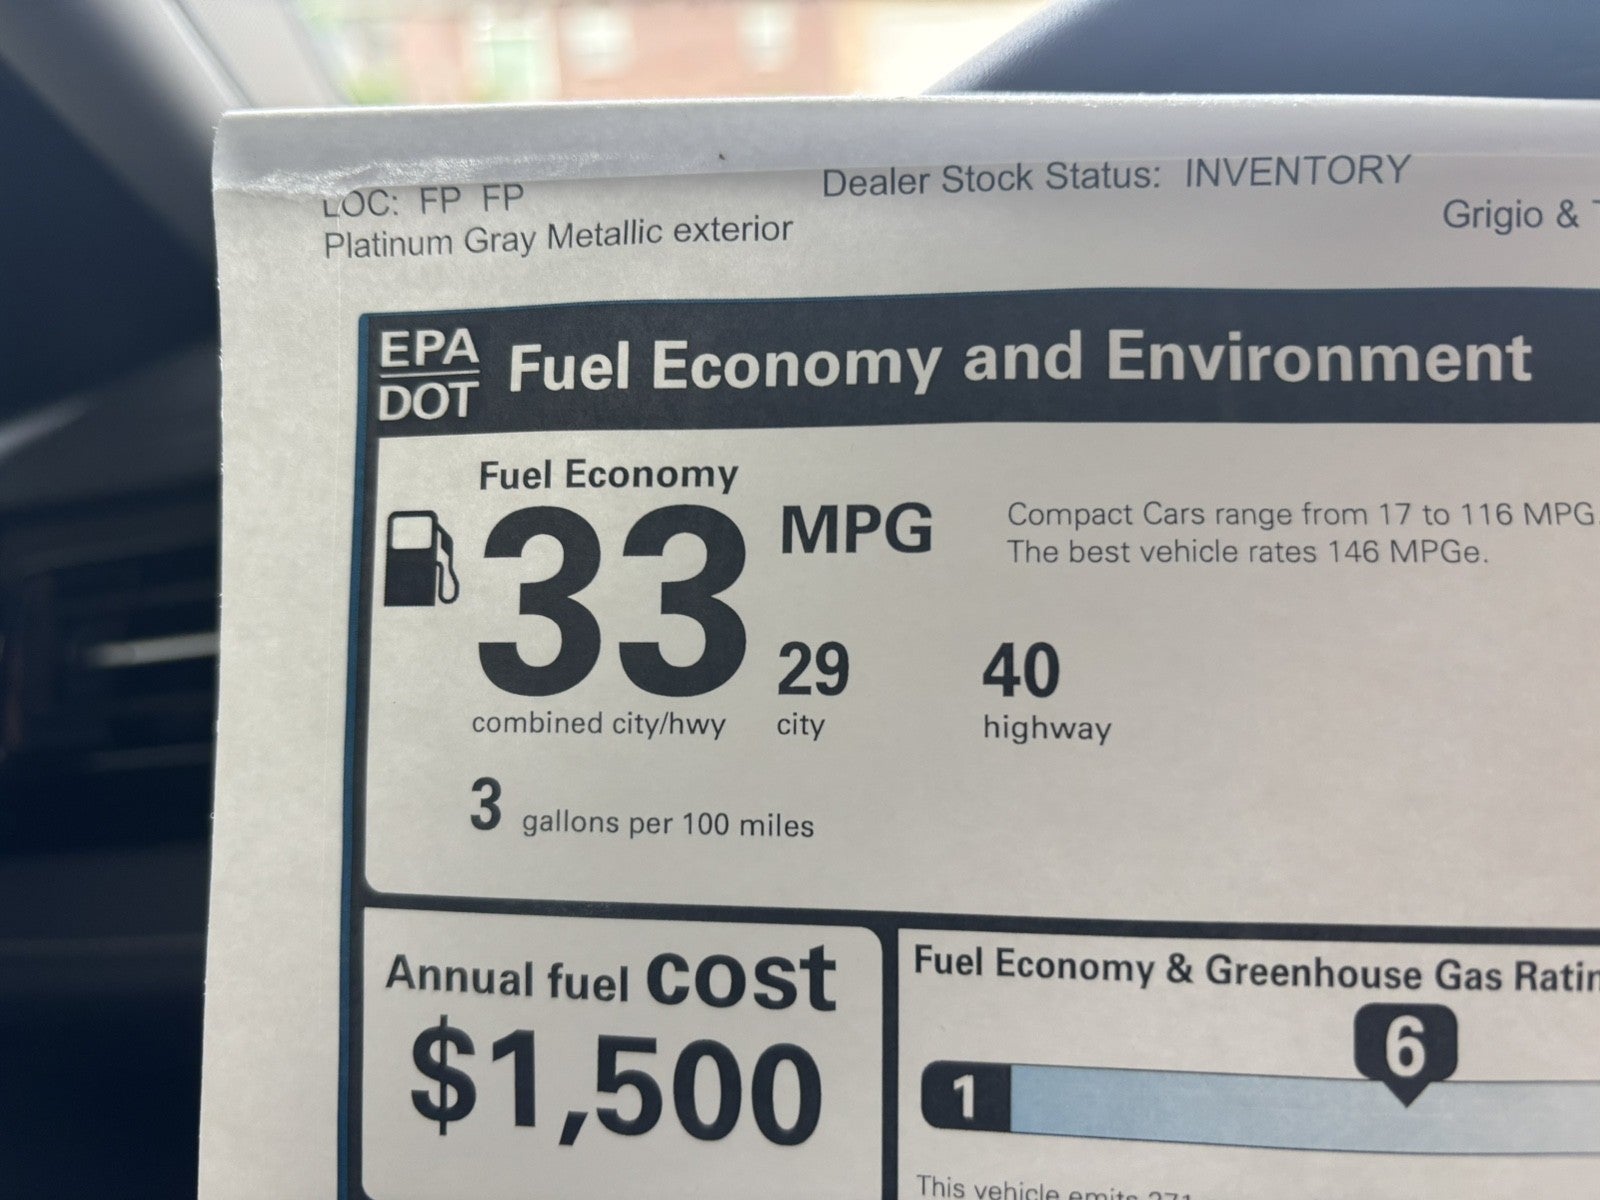 LOC: FP FP
Dealer Stock Status: INVENTORY
Platinum Gray Metallic exterior
Grigio &
EPA
DOT
Fuel Economy and Environment
Fuel Economy
33 MPG
combined city/hwy
29
city
40
highway
Compact Cars range from 17 to 116 MPG.
The best vehicle rates 146 MPGe.
3 gallons per 100 miles
Annual fuel cost
$1,500
Fuel Economy & Greenhouse Gas
6
1
This vehicle emits